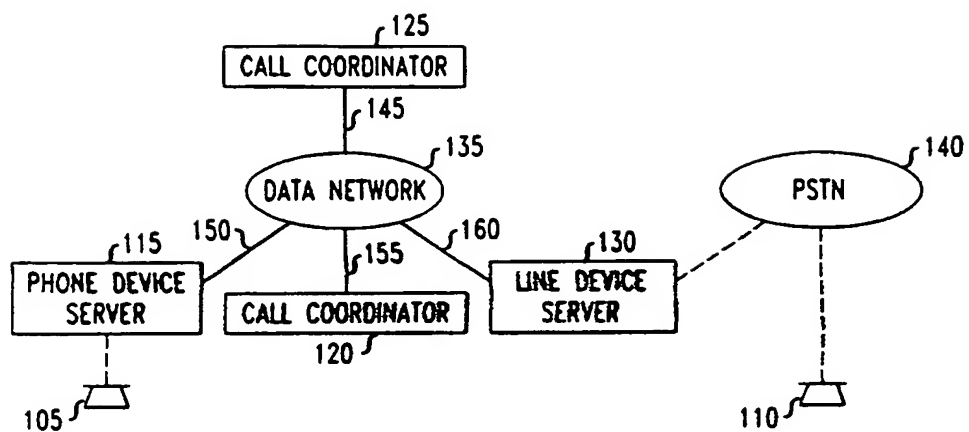 125
CALL COORDINATOR
145
135
DATA NETWORK
140
PSTN
150
160
115
155
130
PHONE DEVICE
SERVER
LINE DEVICE
SERVER
CALL COORDINATOR
120
105
110